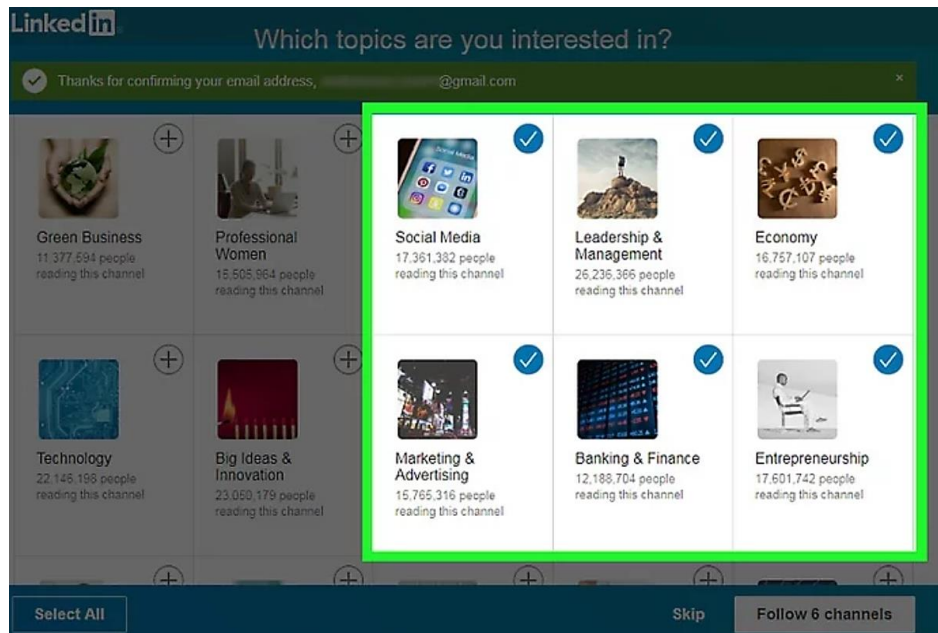 LinkedIn
Which topics are you interested in?
Thanks for confirming your email address, @gmail.com
Green Business
11,377,594 people
reading this channel
Professional
Women
15,505,964 people
reading this channel
Social Media
17,361,382 people
reading this channel
Leadership &
Management
26,236,366 people
reading this channel
Economy
16,757,107 people
reading this channel
Technology
22,146,196 people
reading this channel
Big Ideas &
Innovation
23,050,179 people
reading this channel
Marketing &
Advertising
15,765,316 people
reading this channel
Banking & Finance
12,188,704 people
reading this channel
Entrepreneurship
17,601,742 people
reading this channel
Select All
Skip
Follow 6 channels